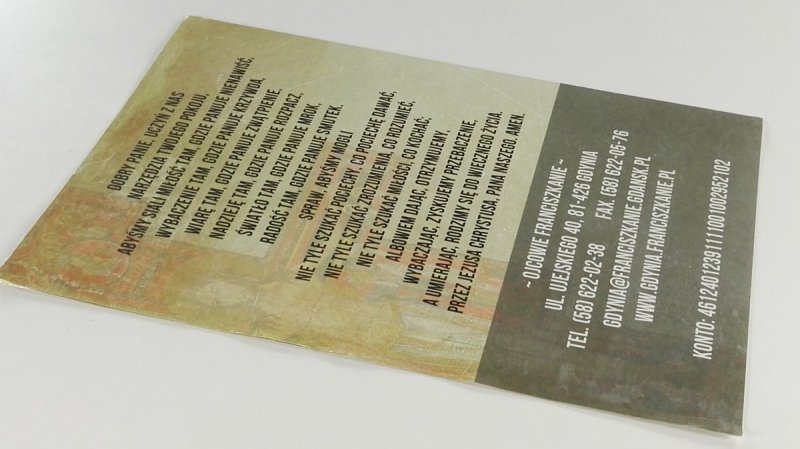 DOBRY PANIE, UCZYŃ Z NAS
NARZĘDZIA TWOJEGO POKOJU,
ABYŚMY SIALI MIŁOŚĆ TAM, GDZIE PANUJE NIENAWIŚĆ,
WYBACZENIE TAM, GDZIE PANUJE KRZYWDA,
WIARĘ TAM, GDZIE PANUJE ZWĄTPIENIE,
NADZIEJĘ TAM, GDZIE PANUJE ROZPACZ,
ŚWIATŁO TAM, GDZIE PANUJE MROK,
RADOŚĆ TAM, GDZIE PANUJE SMUTEK.
SPRAW, ABYŚMY MOGLI
NIE TYLE SZUKAĆ POCIECHY, CO POCIECHĘ DAWAĆ,
NIE TYLE SZUKAĆ ZROZUMIENIA, CO ROZUMIEĆ,
NIE TYLE SZUKAĆ MIŁOŚCI, CO KOCHAĆ;
ALBOWIEM DAJĄC, OTRZYMUJEMY,
WYBACZAJĄC, ZYSKUJEMY PRZEBACZENIE,
A UMIERAJĄC, RODZIMY SIĘ DO WIECZNEGO ŻYCIA.
PRZEZ JEZUSA CHRYSTUSA, PANA NASZEGO. AMEN.
~ OJCOWIE FRANCISZKANIE ~
UL. UJEJSKIEGO 40, 81-426 GDYNIA
TEL. (58) 622-02-38 FAX. (58) 622-05-76
GDYNIA@FRANCISZKANIE.GDANSK.PL
WWW.GDYNIA.FRANCISZKANIE.PL
KONTO: 46124012391111001002862102